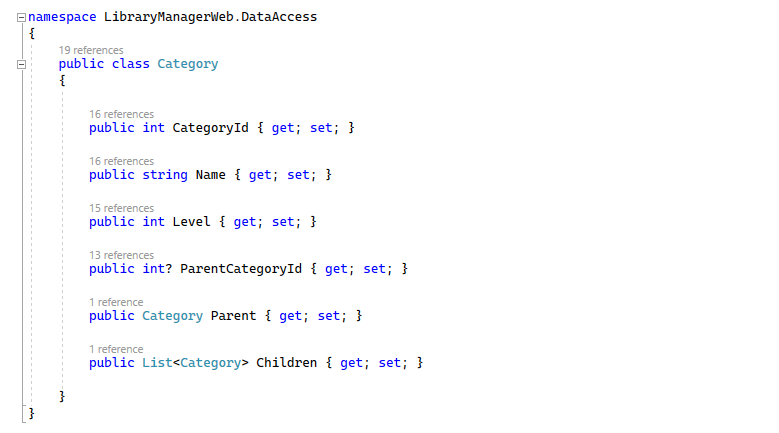 namespace LibraryManagerWeb.DataAccess
{
19 references
public class Category
{
16 references
public int CategoryId { get; set; }
16 references
public string Name { get; set; }
15 references
public int Level { get; set; }
13 references
public int? ParentCategoryId { get; set; }
1 reference
public Category Parent { get; set; }
1 reference
public List<Category> Children { get; set; }
}
}